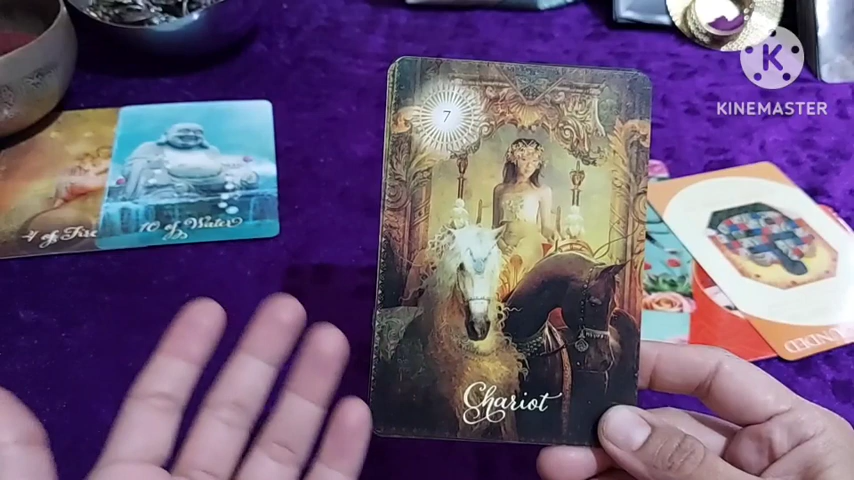 K
KINEMASTER
7
4 of Fire
10 of Water
Chariot